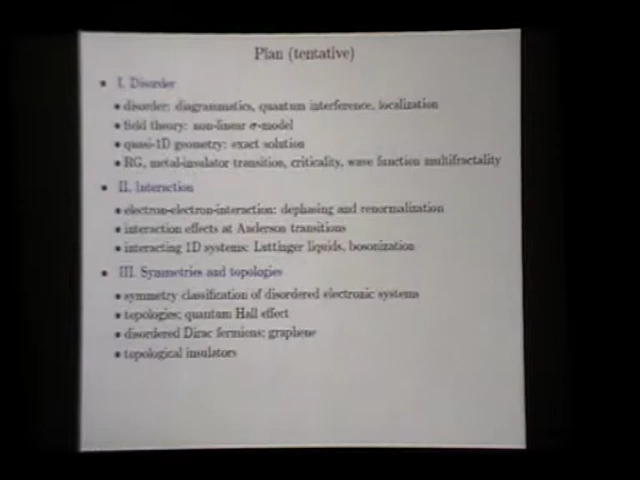 Plan (tentative)
• I. Disorder
• disorder: diagrammatics, quantum interference, localization
• field theory: non-linear σ-model
• quasi-1D geometry: exact solution
• RG, metal-insulator transition, criticality, wave function multifractality
• II. Interaction
• electron-electron-interaction: dephasing and renormalization
• interaction effects at Anderson transitions
• interacting 1D systems: Luttinger liquids, bosonization
• III. Symmetries and topologies
• symmetry classification of disordered electronic systems
• topologies; quantum Hall effect
• disordered Dirac fermions; graphene
• topological insulators